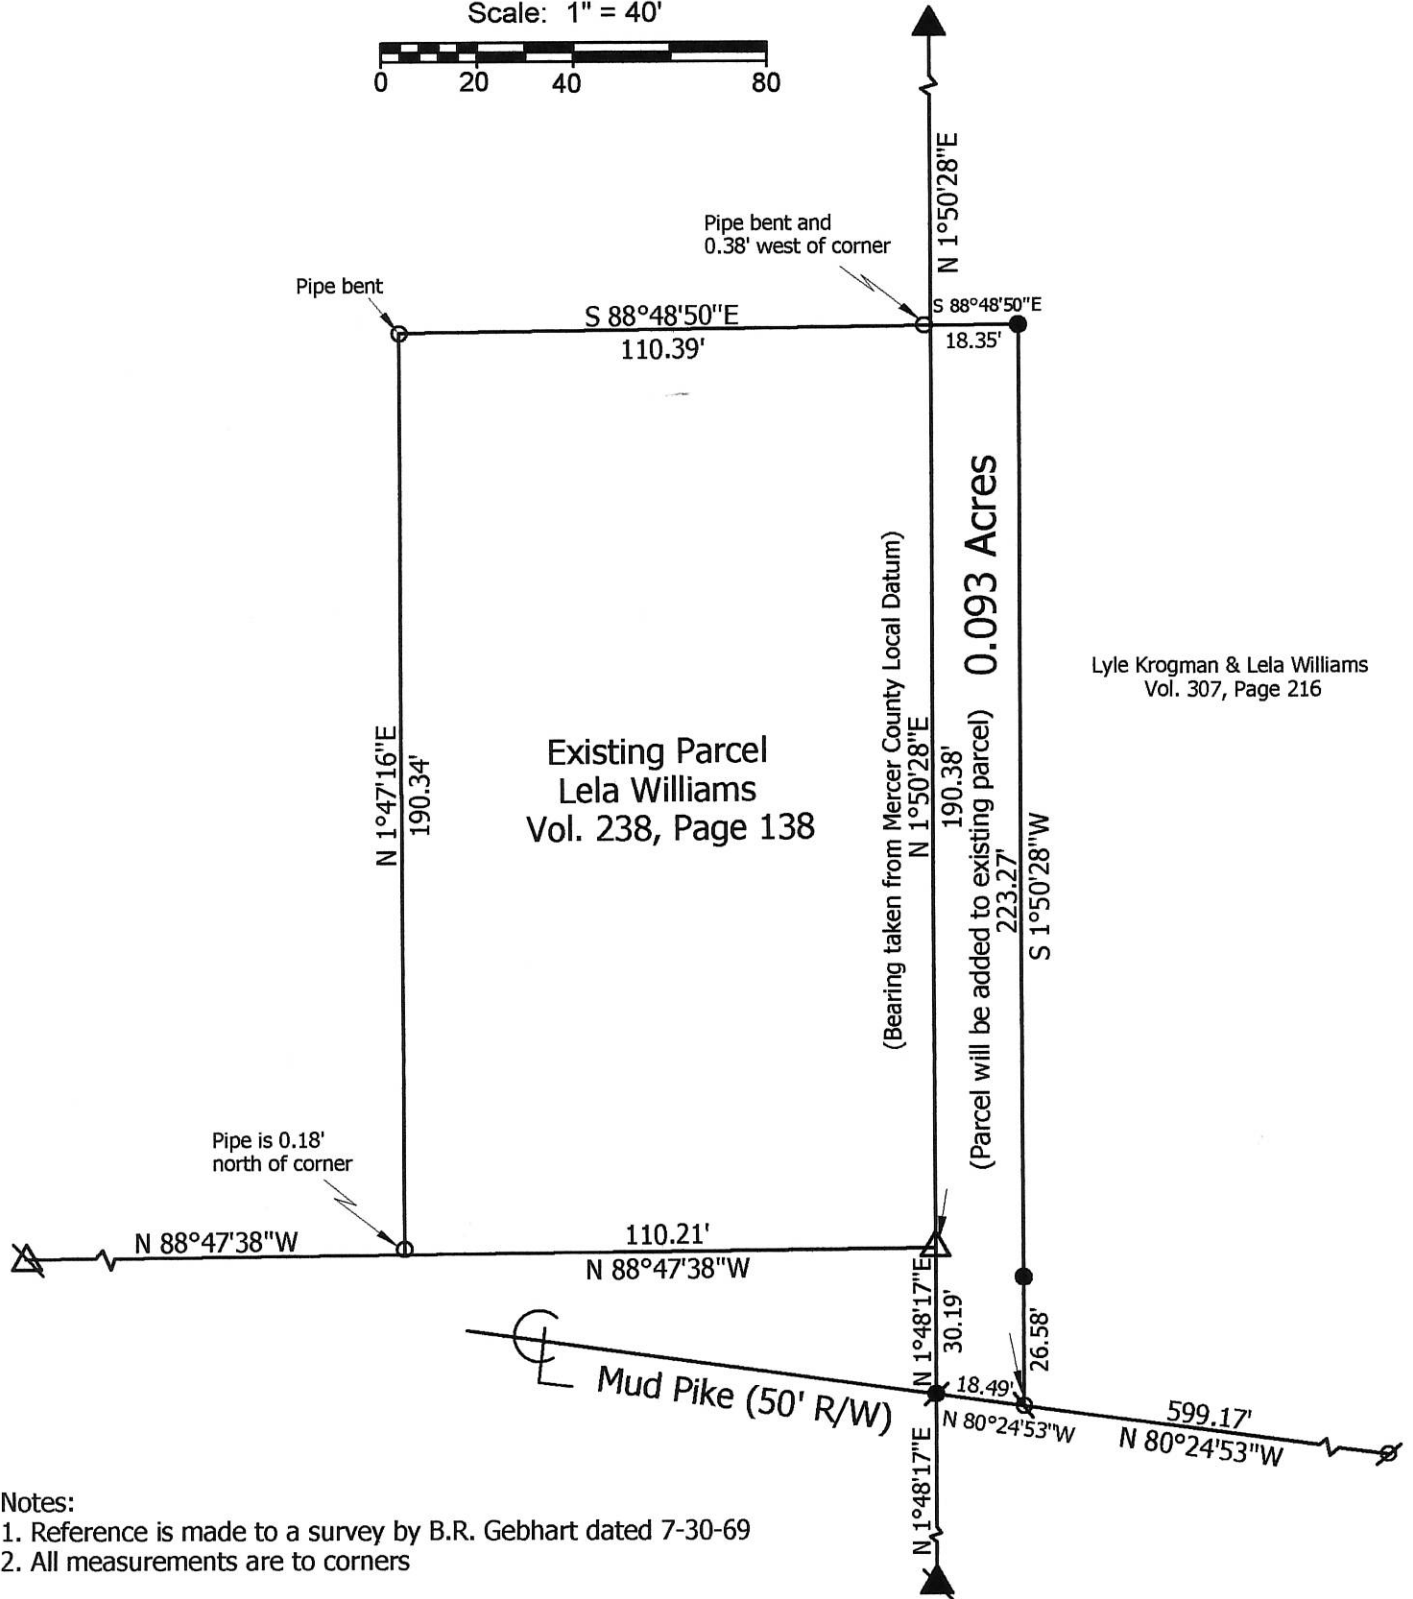 Scale: 1" = 40'
0 20 40 80
N 1°50'28"E
Pipe bent and
0.38' west of corner
Pipe bent
S 88°48'50"E
110.39'
S 88°48'50"E
18.35'
N 1°47'16"E
190.34'
Existing Parcel
Lela Williams
Vol. 238, Page 138
(Bearing taken from Mercer County Local Datum)
N 1°50'28"E
190.38'
(Parcel will be added to existing parcel) 0.093 Acres
223.27'
S 1°50'28"W
Lyle Krogman & Lela Williams
Vol. 307, Page 216
Pipe is 0.18'
north of corner
N 88°47'38"W
110.21'
N 88°47'38"W
N 1°48'17"E
30.19'
26.58'
CL
Mud Pike (50' R/W)
18.49'
N 80°24'53"W
599.17'
N 80°24'53"W
N 1°48'17"E
Notes:
1. Reference is made to a survey by B.R. Gebhart dated 7-30-69
2. All measurements are to corners